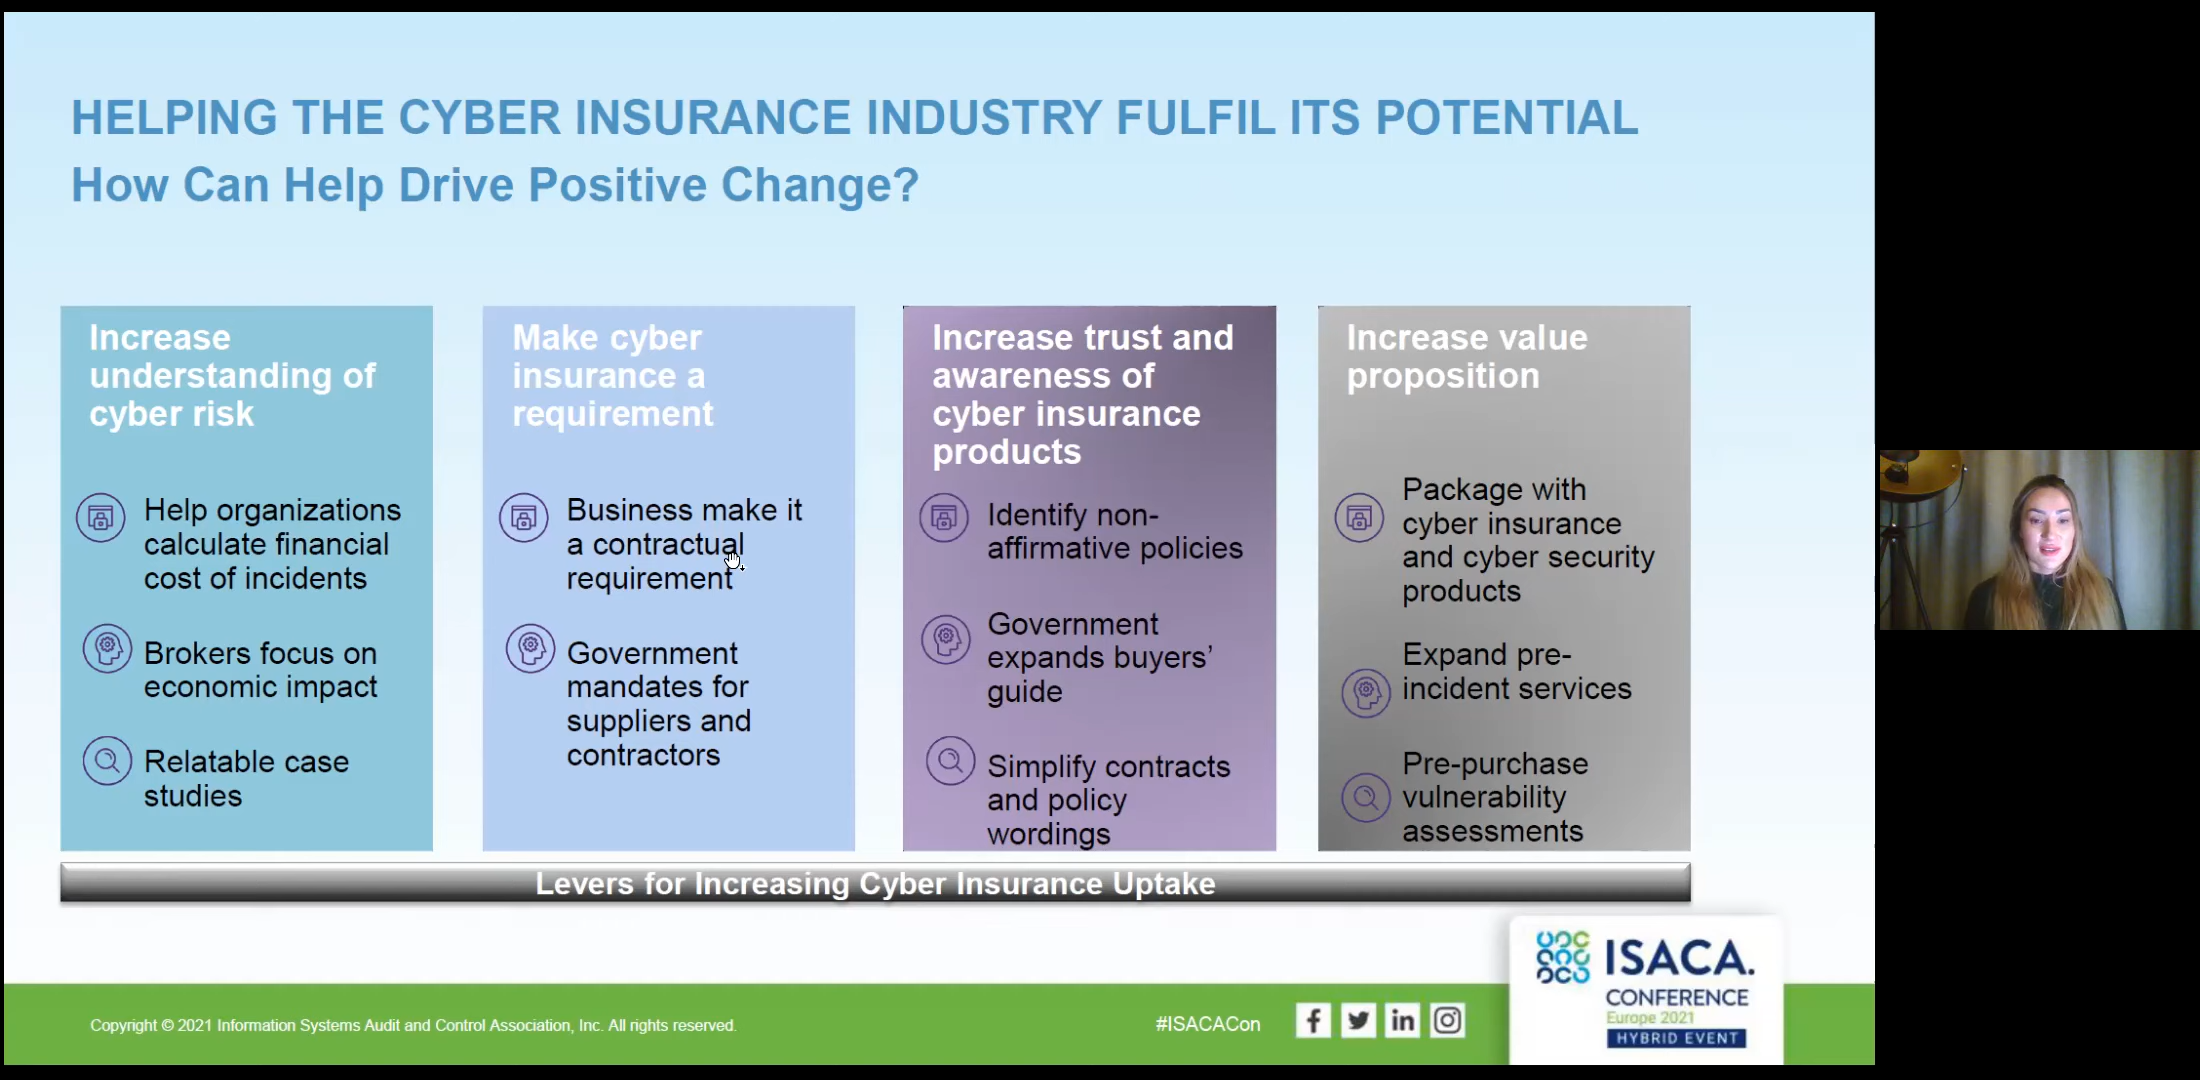 HELPING THE CYBER INSURANCE INDUSTRY FULFIL ITS POTENTIAL
How Can Help Drive Positive Change?
Increase
understanding of
cyber risk
Help organizations
calculate financial
cost of incidents
Brokers focus on
economic impact
Relatable case
studies
Make cyber
insurance a
requirement
Business make it
a contractual
requirement
Government
mandates for
suppliers and
contractors
Increase trust and
awareness of
cyber insurance
products
Identify non-
affirmative policies
Government
expands buyers’
guide
Simplify contracts
and policy
wordings
Increase value
proposition
Package with
cyber insurance
and cyber security
products
Expand pre-
incident services
Pre-purchase
vulnerability
assessments
Levers for Increasing Cyber Insurance Uptake
Copyright © 2021 Information Systems Audit and Control Association, Inc. All rights reserved.
#ISACACon
ISACA.
CONFERENCE
Europe 2021
HYBRID EVENT